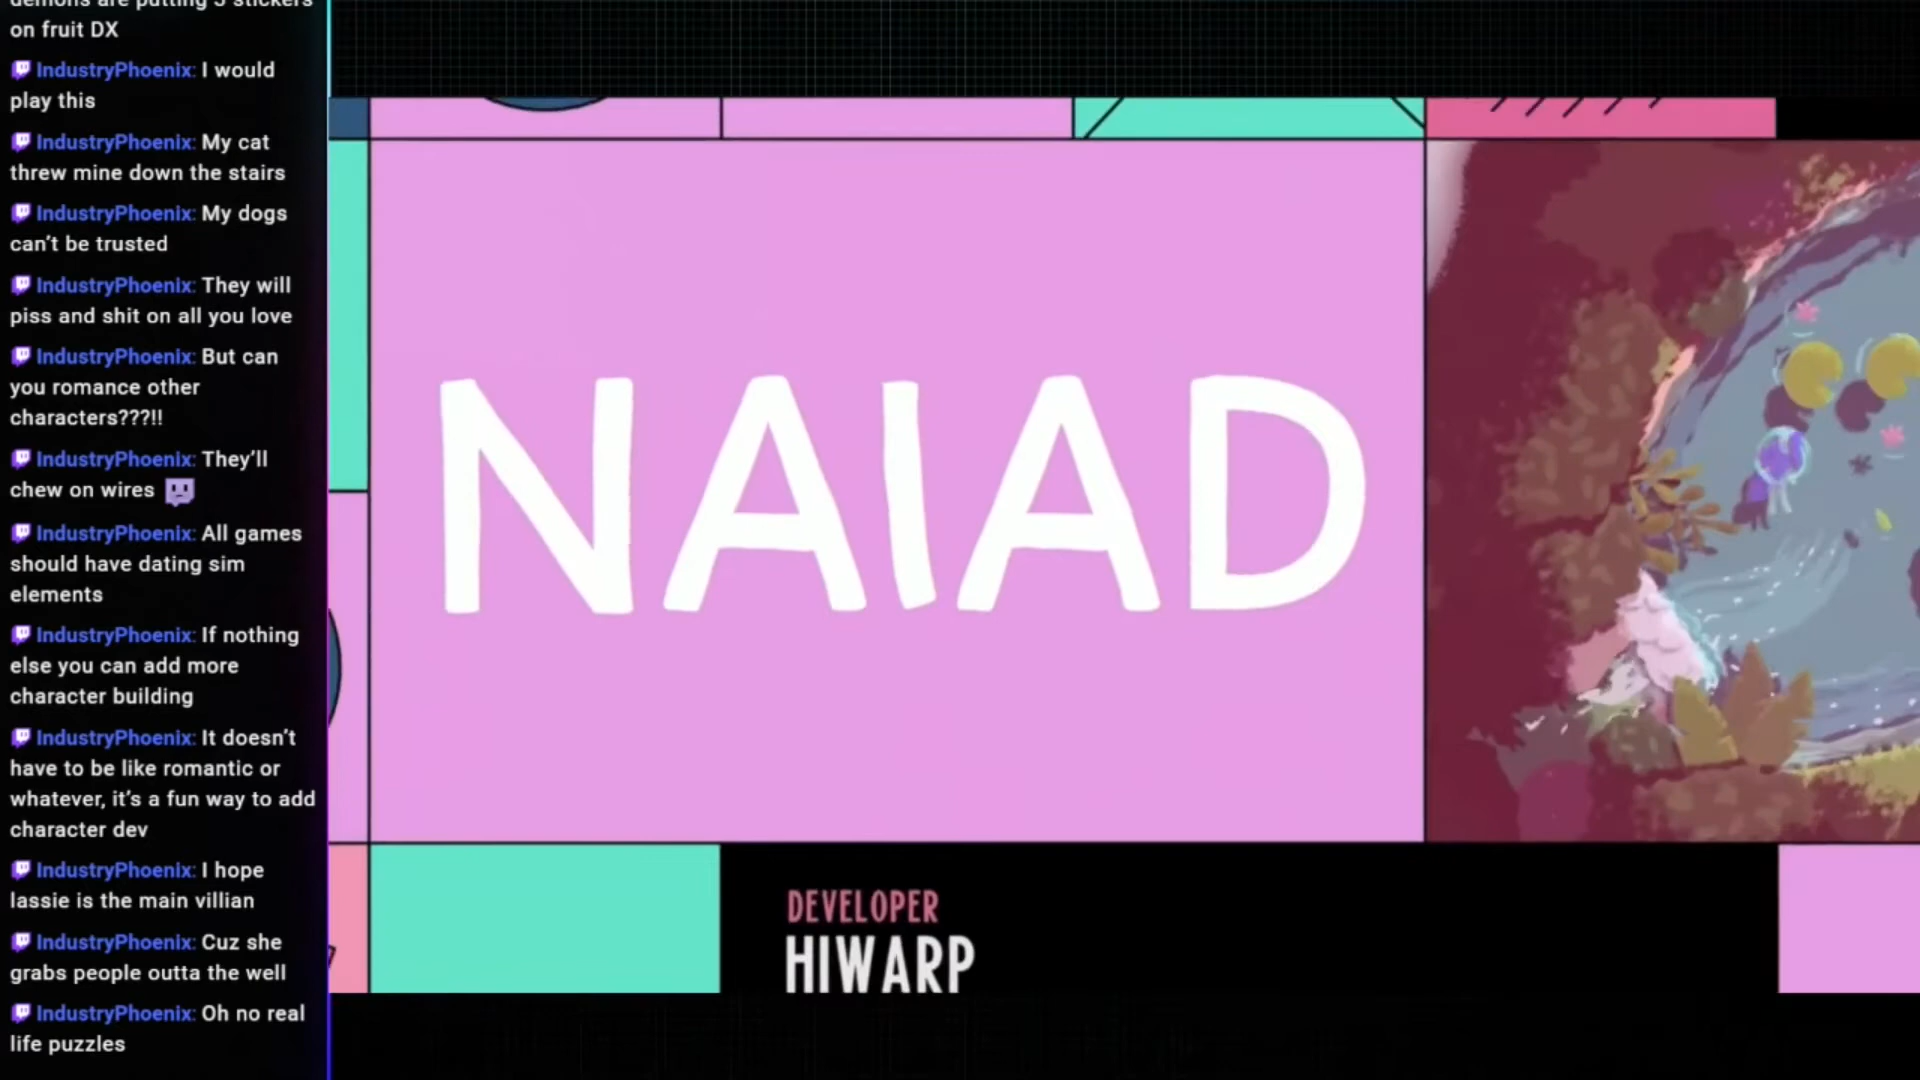 demons are putting 3 stickers
on fruit DX
IndustryPhoenix: I would
play this
IndustryPhoenix: My cat
threw mine down the stairs
IndustryPhoenix: My dogs
can't be trusted
IndustryPhoenix: They will
piss and shit on all you love
IndustryPhoenix: But can
you romance other
characters???!!
IndustryPhoenix: They'll
chew on wires
IndustryPhoenix: All games
should have dating sim
elements
IndustryPhoenix: If nothing
else you can add more
character building
IndustryPhoenix: It doesn't
have to be like romantic or
whatever, it's a fun way to add
character dev
IndustryPhoenix: I hope
lassie is the main villian
IndustryPhoenix: Cuz she
grabs people outta the well
IndustryPhoenix: Oh no real
life puzzles
NAIAD
DEVELOPER
HIWARP